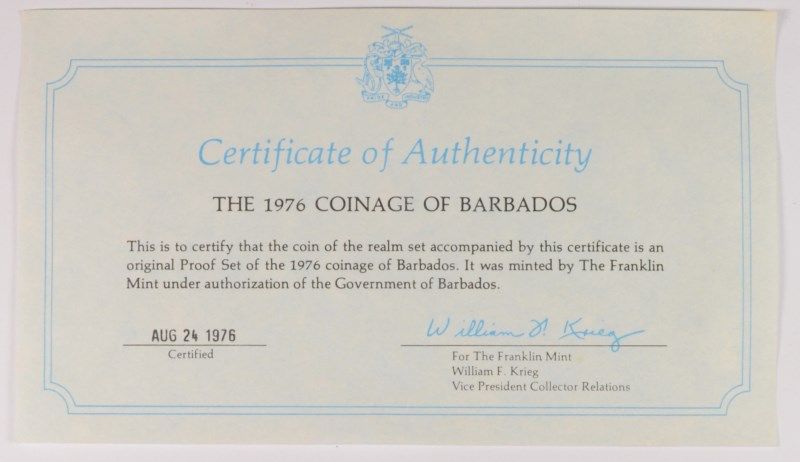 PRIDE AND INDUSTRY
Certificate of Authenticity
THE 1976 COINAGE OF BARBADOS
This is to certify that the coin of the realm set accompanied by this certificate is an
original Proof Set of the 1976 coinage of Barbados. It was minted by The Franklin
Mint under authorization of the Government of Barbados.
AUG 24 1976
Certified
William F. Krieg
For The Franklin Mint
William F. Krieg
Vice President Collector Relations